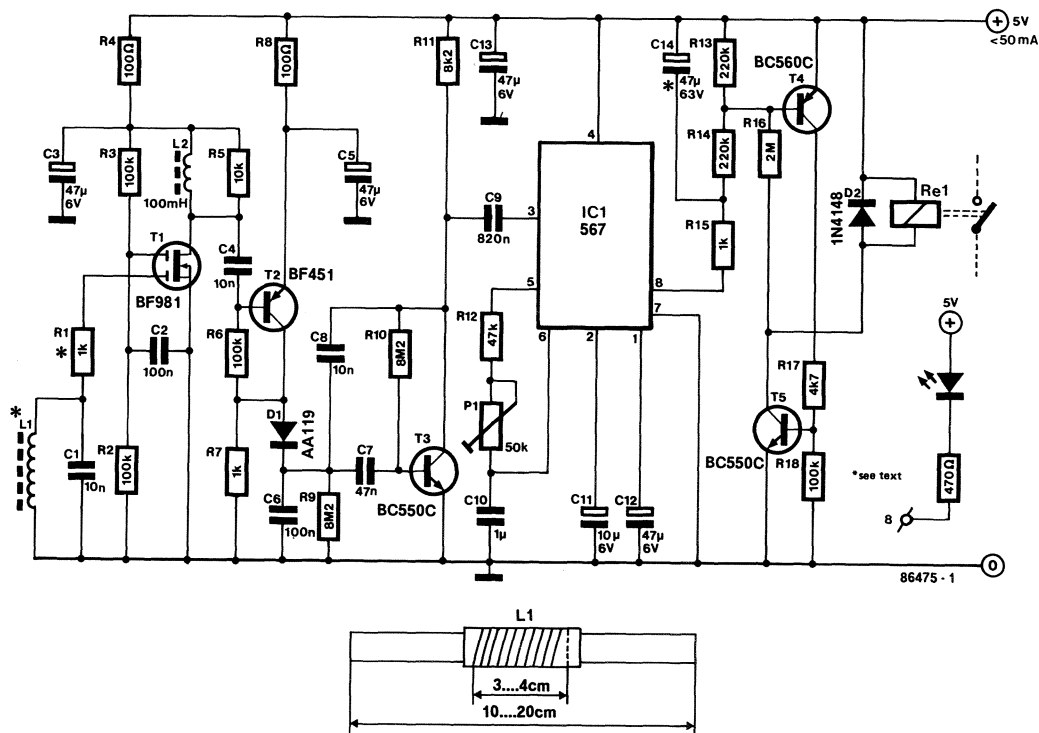 R4
100Ω
R8
100Ω
R11
8k2
C13
47µ
6V
C14
*
47µ
63V
R13
220k
BC560C
T4
+
5V
<50mA
C3
47µ
6V
R3
100k
L2
100mH
R5
10k
C5
47µ
6V
4
R14
220k
R16
2M
C9
820n
3
IC1
567
D2
1N4148
Re1
T1
BF981
C4
10n
T2
BF451
R15
1k
5
8
7
R12
47k
6
2
1
5V
+
R1
*
1k
C2
100n
R6
100k
C8
10n
R10
8M2
P1
50k
R17
4k7
*
L1
C1
10n
R2
100k
R7
1k
D1
AA119
C7
47n
T3
BC550C
T5
BC550C
R18
100k
*see text
470Ω
8
C6
100n
R9
8M2
C10
1µ
C11
10µ
6V
C12
47µ
6V
0
86475 - 1
L1
3....4cm
10....20cm